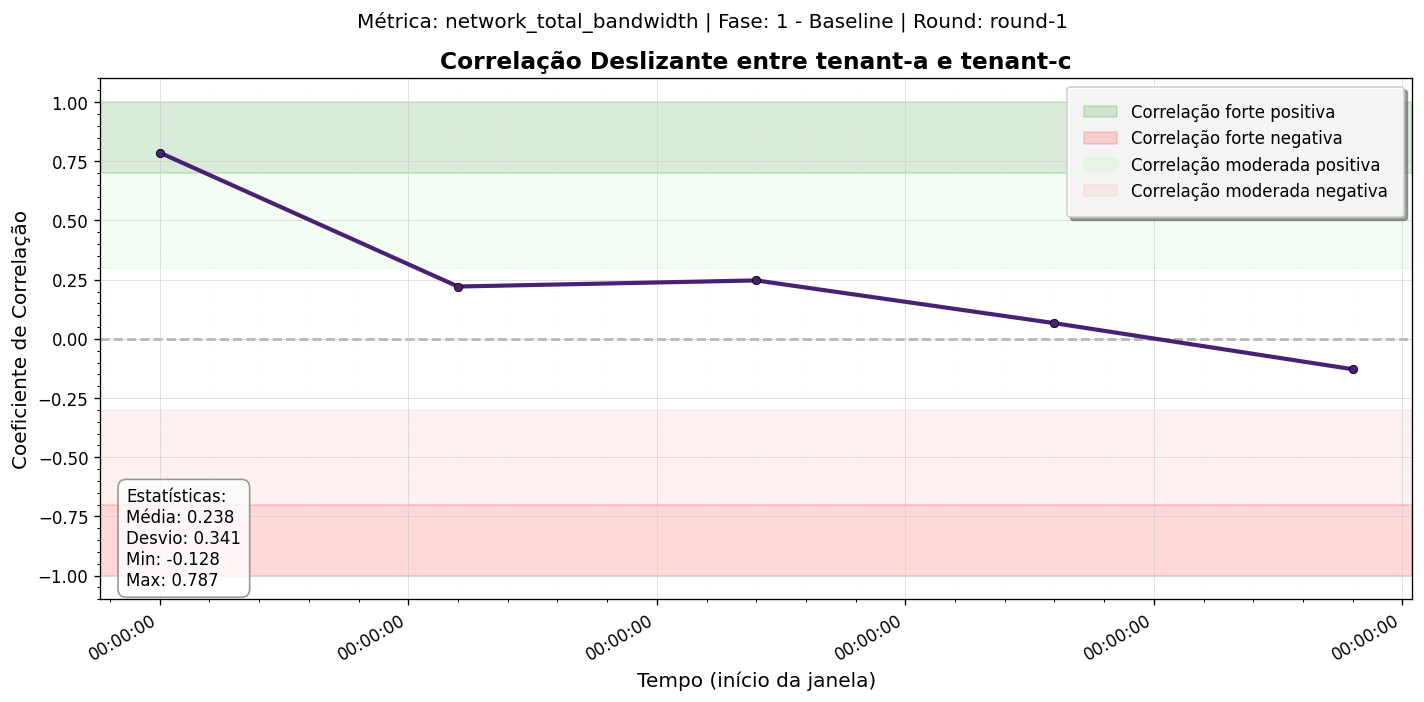 Métrica: network_total_bandwidth | Fase: 1 - Baseline | Round: round-1
Correlação Deslizante entre tenant-a e tenant-c
Coeficiente de Correlação
1.00
0.75
0.50
0.25
0.00
−0.25
−0.50
−0.75
−1.00
Correlação forte positiva
Correlação forte negativa
Correlação moderada positiva
Correlação moderada negativa
Estatísticas:
Média: 0.238
Desvio: 0.341
Min: -0.128
Max: 0.787
00:00:00
00:00:00
00:00:00
00:00:00
00:00:00
00:00:00
Tempo (início da janela)